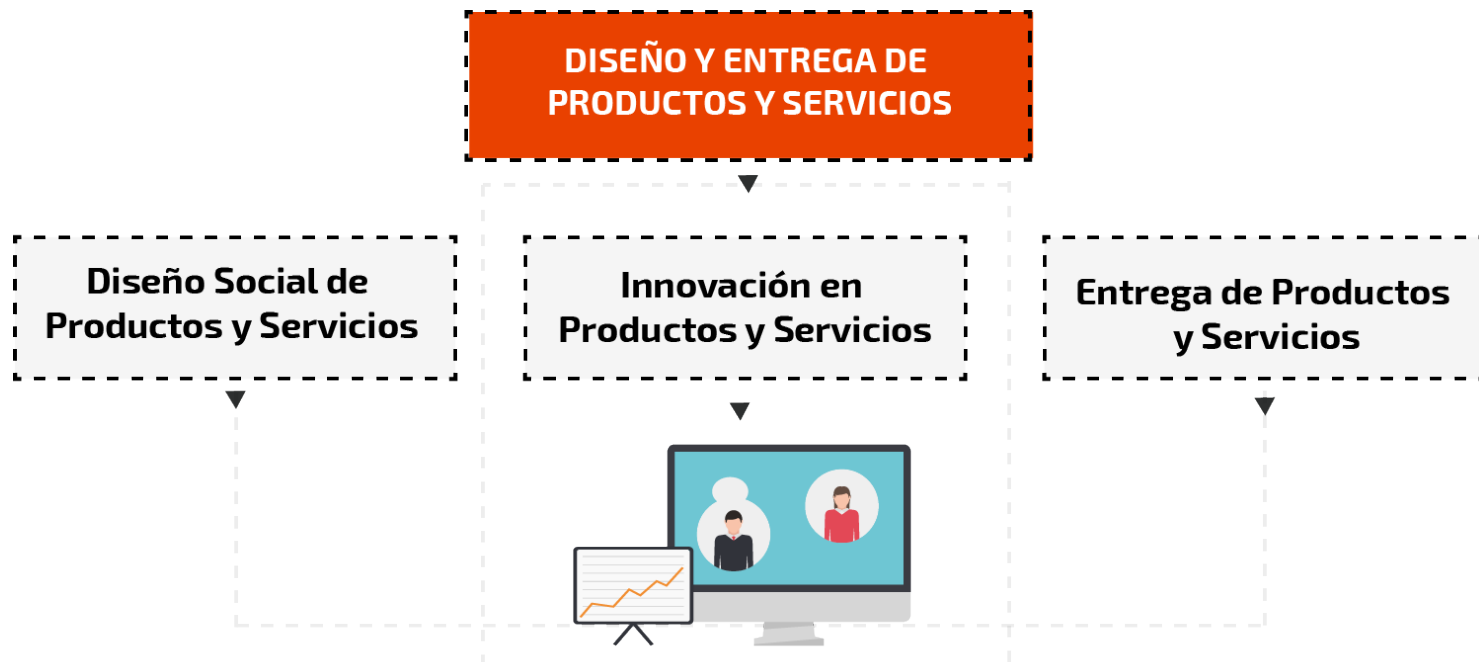 DISEÑO Y ENTREGA DE
PRODUCTOS Y SERVICIOS
Diseño Social de
Productos y Servicios
Innovación en
Productos y Servicios
Entrega de Productos
y Servicios